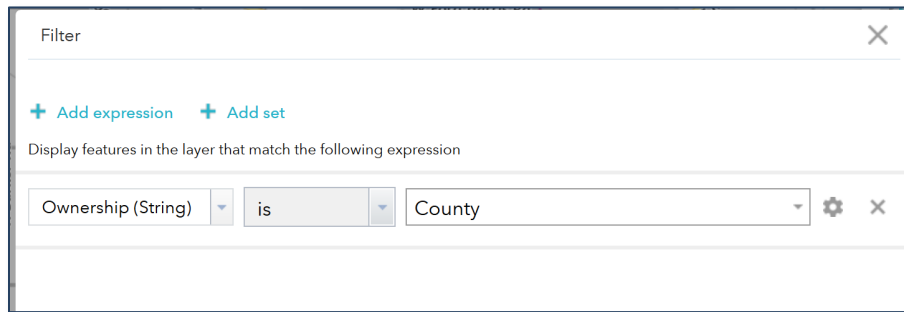 Filter
+ Add expression + Add set
Display features in the layer that match the following expression
Ownership (String) is County